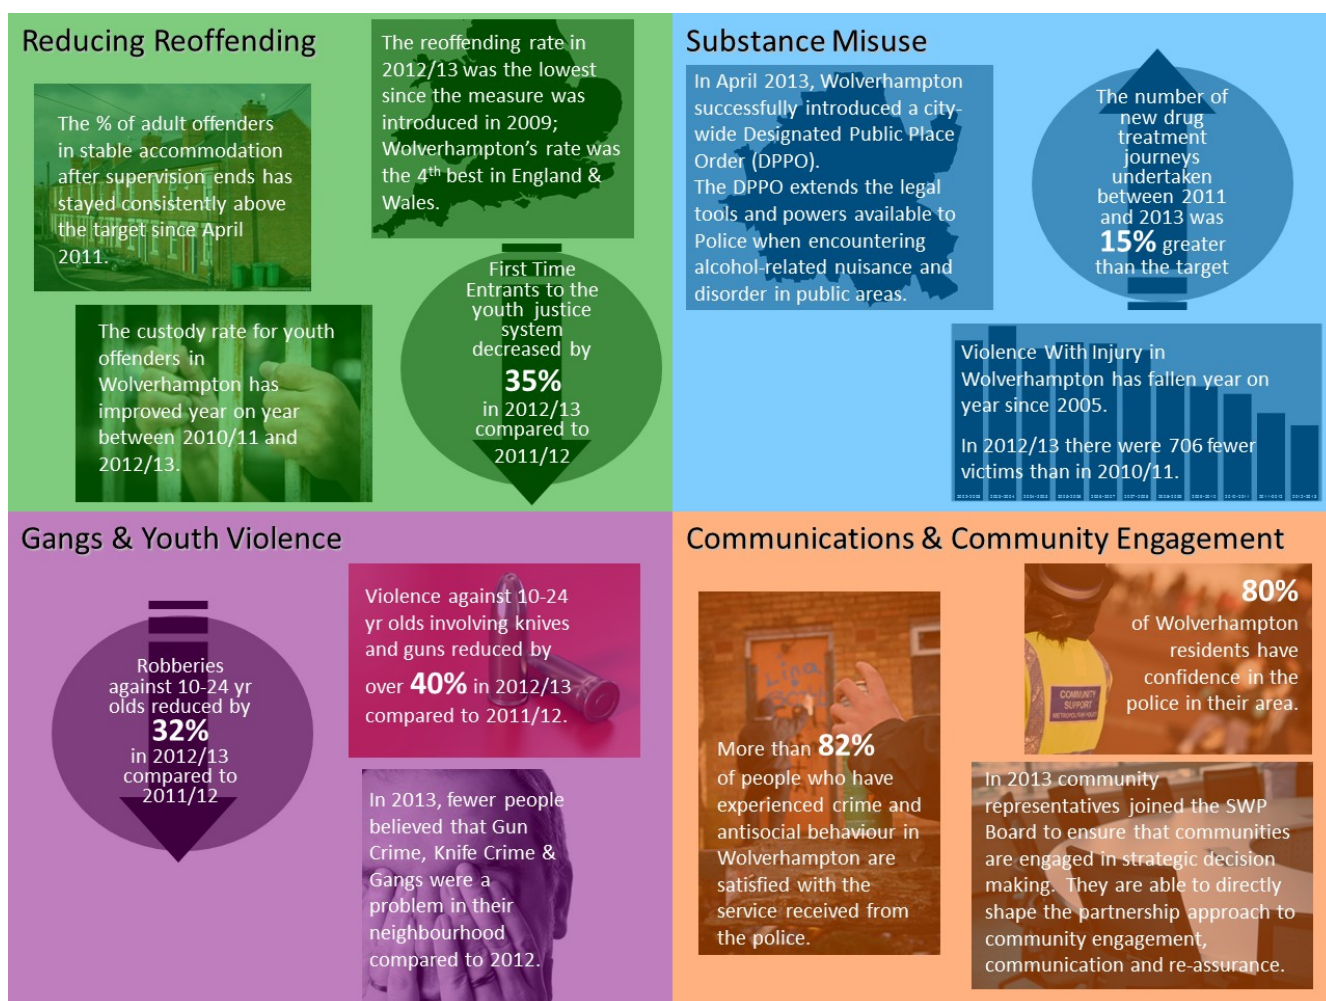 Reducing Reoffending
The % of adult offenders
in stable accommodation
after supervision ends has
stayed consistently above
the target since April
2011.
The reoffending rate in
2012/13 was the lowest
since the measure was
introduced in 2009;
Wolverhampton's rate was
the 4th best in England &
Wales.
The custody rate for youth
offenders in
Wolverhampton has
improved year on year
between 2010/11 and
2012/13.
First Time
Entrants to the
youth justice
system
decreased by
35%
in 2012/13
compared to
2011/12
Substance Misuse
In April 2013, Wolverhampton
successfully introduced a city-
wide Designated Public Place
Order (DPPO).
The DPPO extends the legal
tools and powers available to
Police when encountering
alcohol-related nuisance and
disorder in public areas.
The number of
new drug
treatment
journeys
undertaken
between 2011
and 2013 was
15% greater
than the target
Violence With Injury in
Wolverhampton has fallen year on
year since 2005.
In 2012/13 there were 706 fewer
victims than in 2010/11.
Gangs & Youth Violence
Robberies
against 10-24 yr
olds reduced by
32%
in 2012/13
compared to
2011/12
Violence against 10-24
yr olds involving knives
and guns reduced by
over 40% in 2012/13
compared to 2011/12.
In 2013, fewer people
believed that Gun
Crime, Knife Crime &
Gangs were a
problem in their
neighbourhood
compared to 2012.
Communications & Community Engagement
More than 82%
of people who have
experienced crime and
antisocial behaviour in
Wolverhampton are
satisfied with the
service received from
the police.
80%
of Wolverhampton
residents have
confidence in the
police in their area.
COMMUNITY
SUPPORT
METROPOLITAN POLICE
In 2013 community
representatives joined the SWP
Board to ensure that communities
are engaged in strategic decision
making. They are able to directly
shape the partnership approach to
community engagement,
communication and re-assurance.